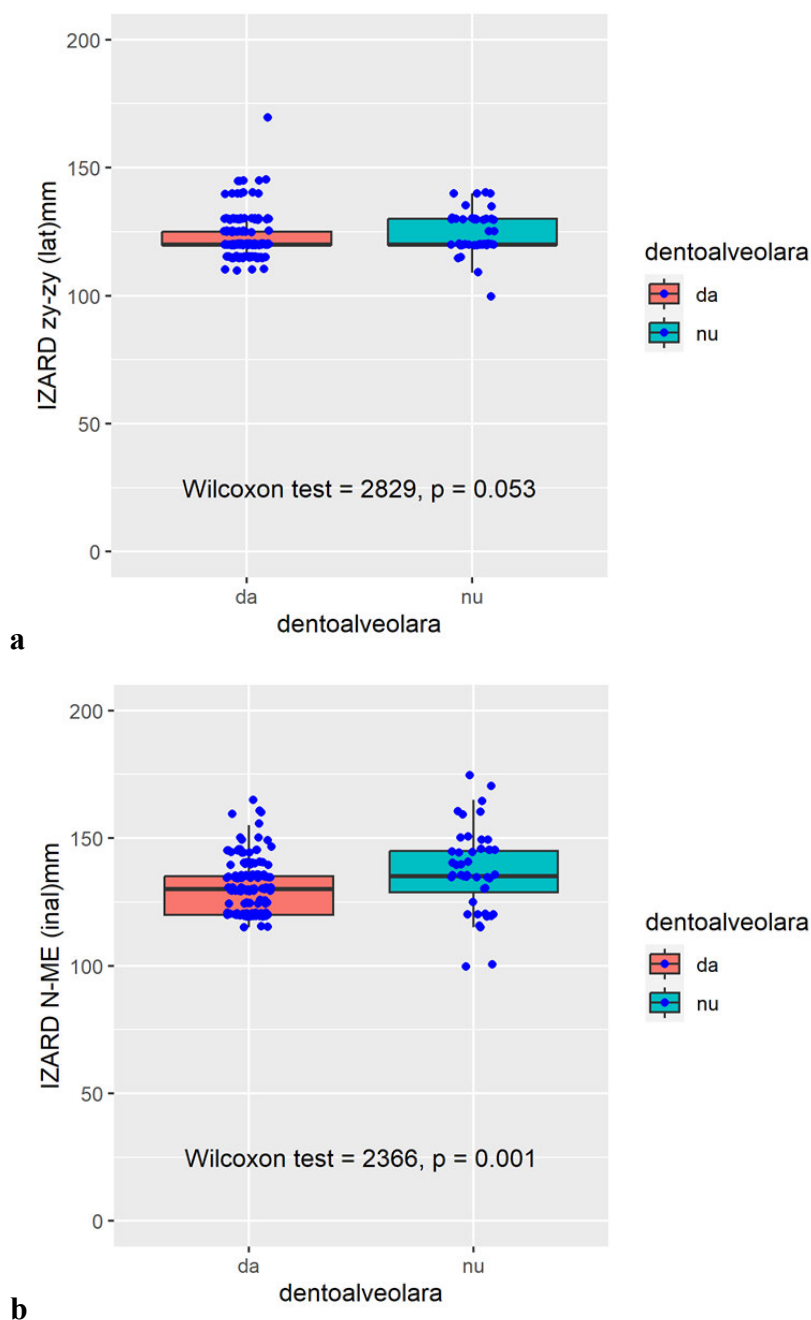 200
150
100
50
0
IZARD zy-zy (lat)mm
Wilcoxon test = 2829, p = 0.053
da nu
dentoalveolara
dentoalveolara
da
nu
a
200
150
100
50
0
IZARD N-ME (inal)mm
Wilcoxon test = 2366, p = 0.001
da nu
dentoalveolara
dentoalveolara
da
nu
b